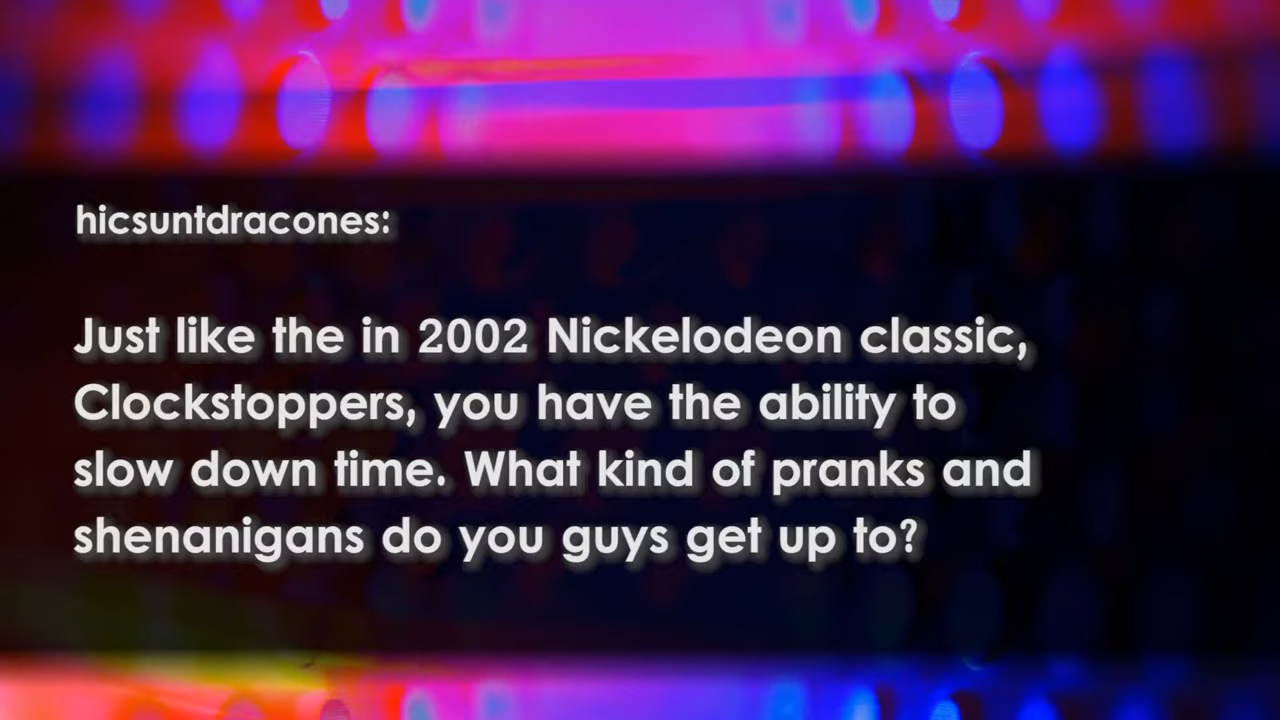 hicsuntdracones:
Just like the in 2002 Nickelodeon classic,
Clockstoppers, you have the ability to
slow down time. What kind of pranks and
shenanigans do you guys get up to?